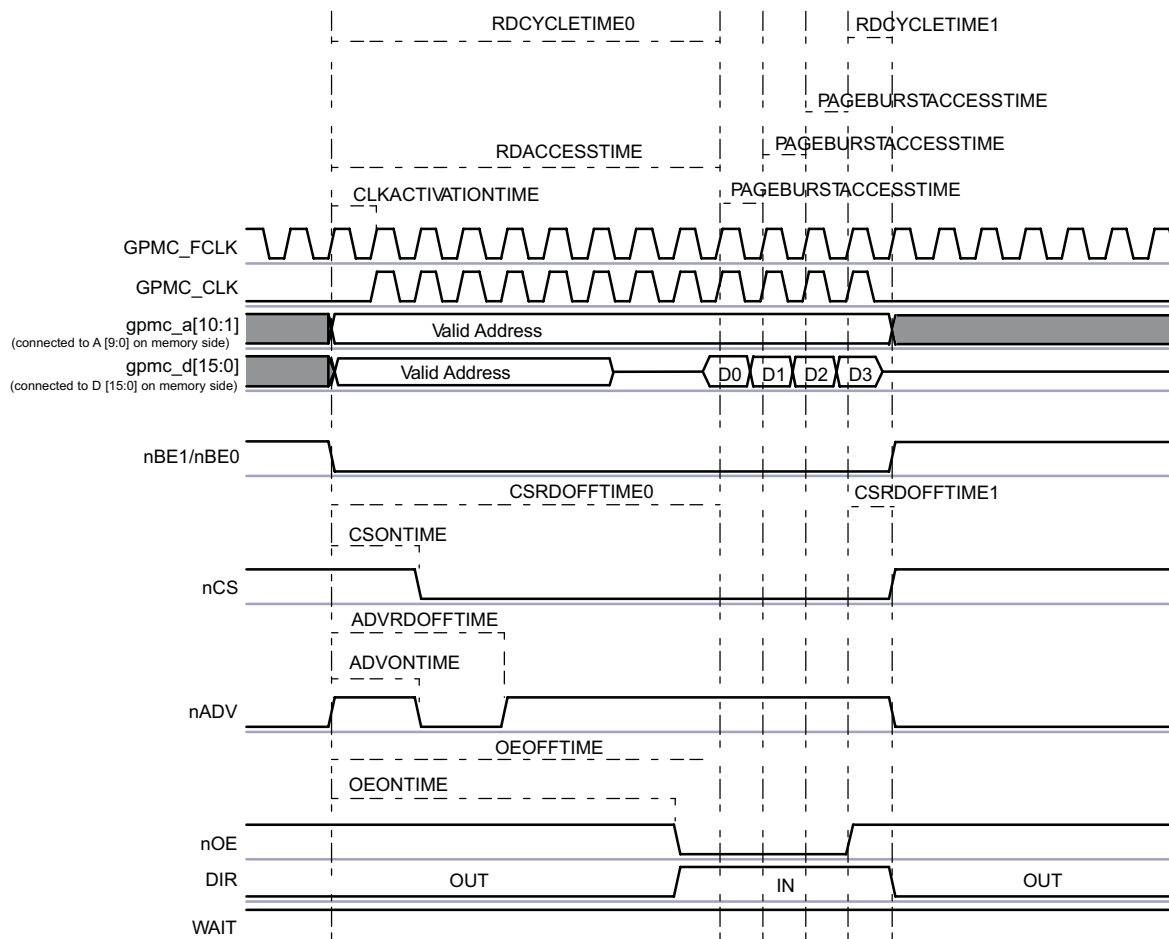 RDCYCLETIME0
RDCYCLETIME1
PAGEBURSTACCESSTIME
PAGEBURSTACCESSTIME
RDACCESSTIME
PAGEBURSTACCESSTIME
CLKACTIVATIONTIME
GPMC_FCLK
GPMC_CLK
gpmc_a[10:1]
(connected to A [9:0] on memory side)
Valid Address
gpmc_d[15:0]
(connected to D [15:0] on memory side)
Valid Address
D0 D1 D2 D3
nBE1/nBE0
CSRDOFFTIME0
CSRDOFFTIME1
CSONTIME
nCS
ADVRDOFFTIME
ADVONTIME
nADV
OEOFFTIME
OEONTIME
nOE
DIR OUT IN OUT
WAIT